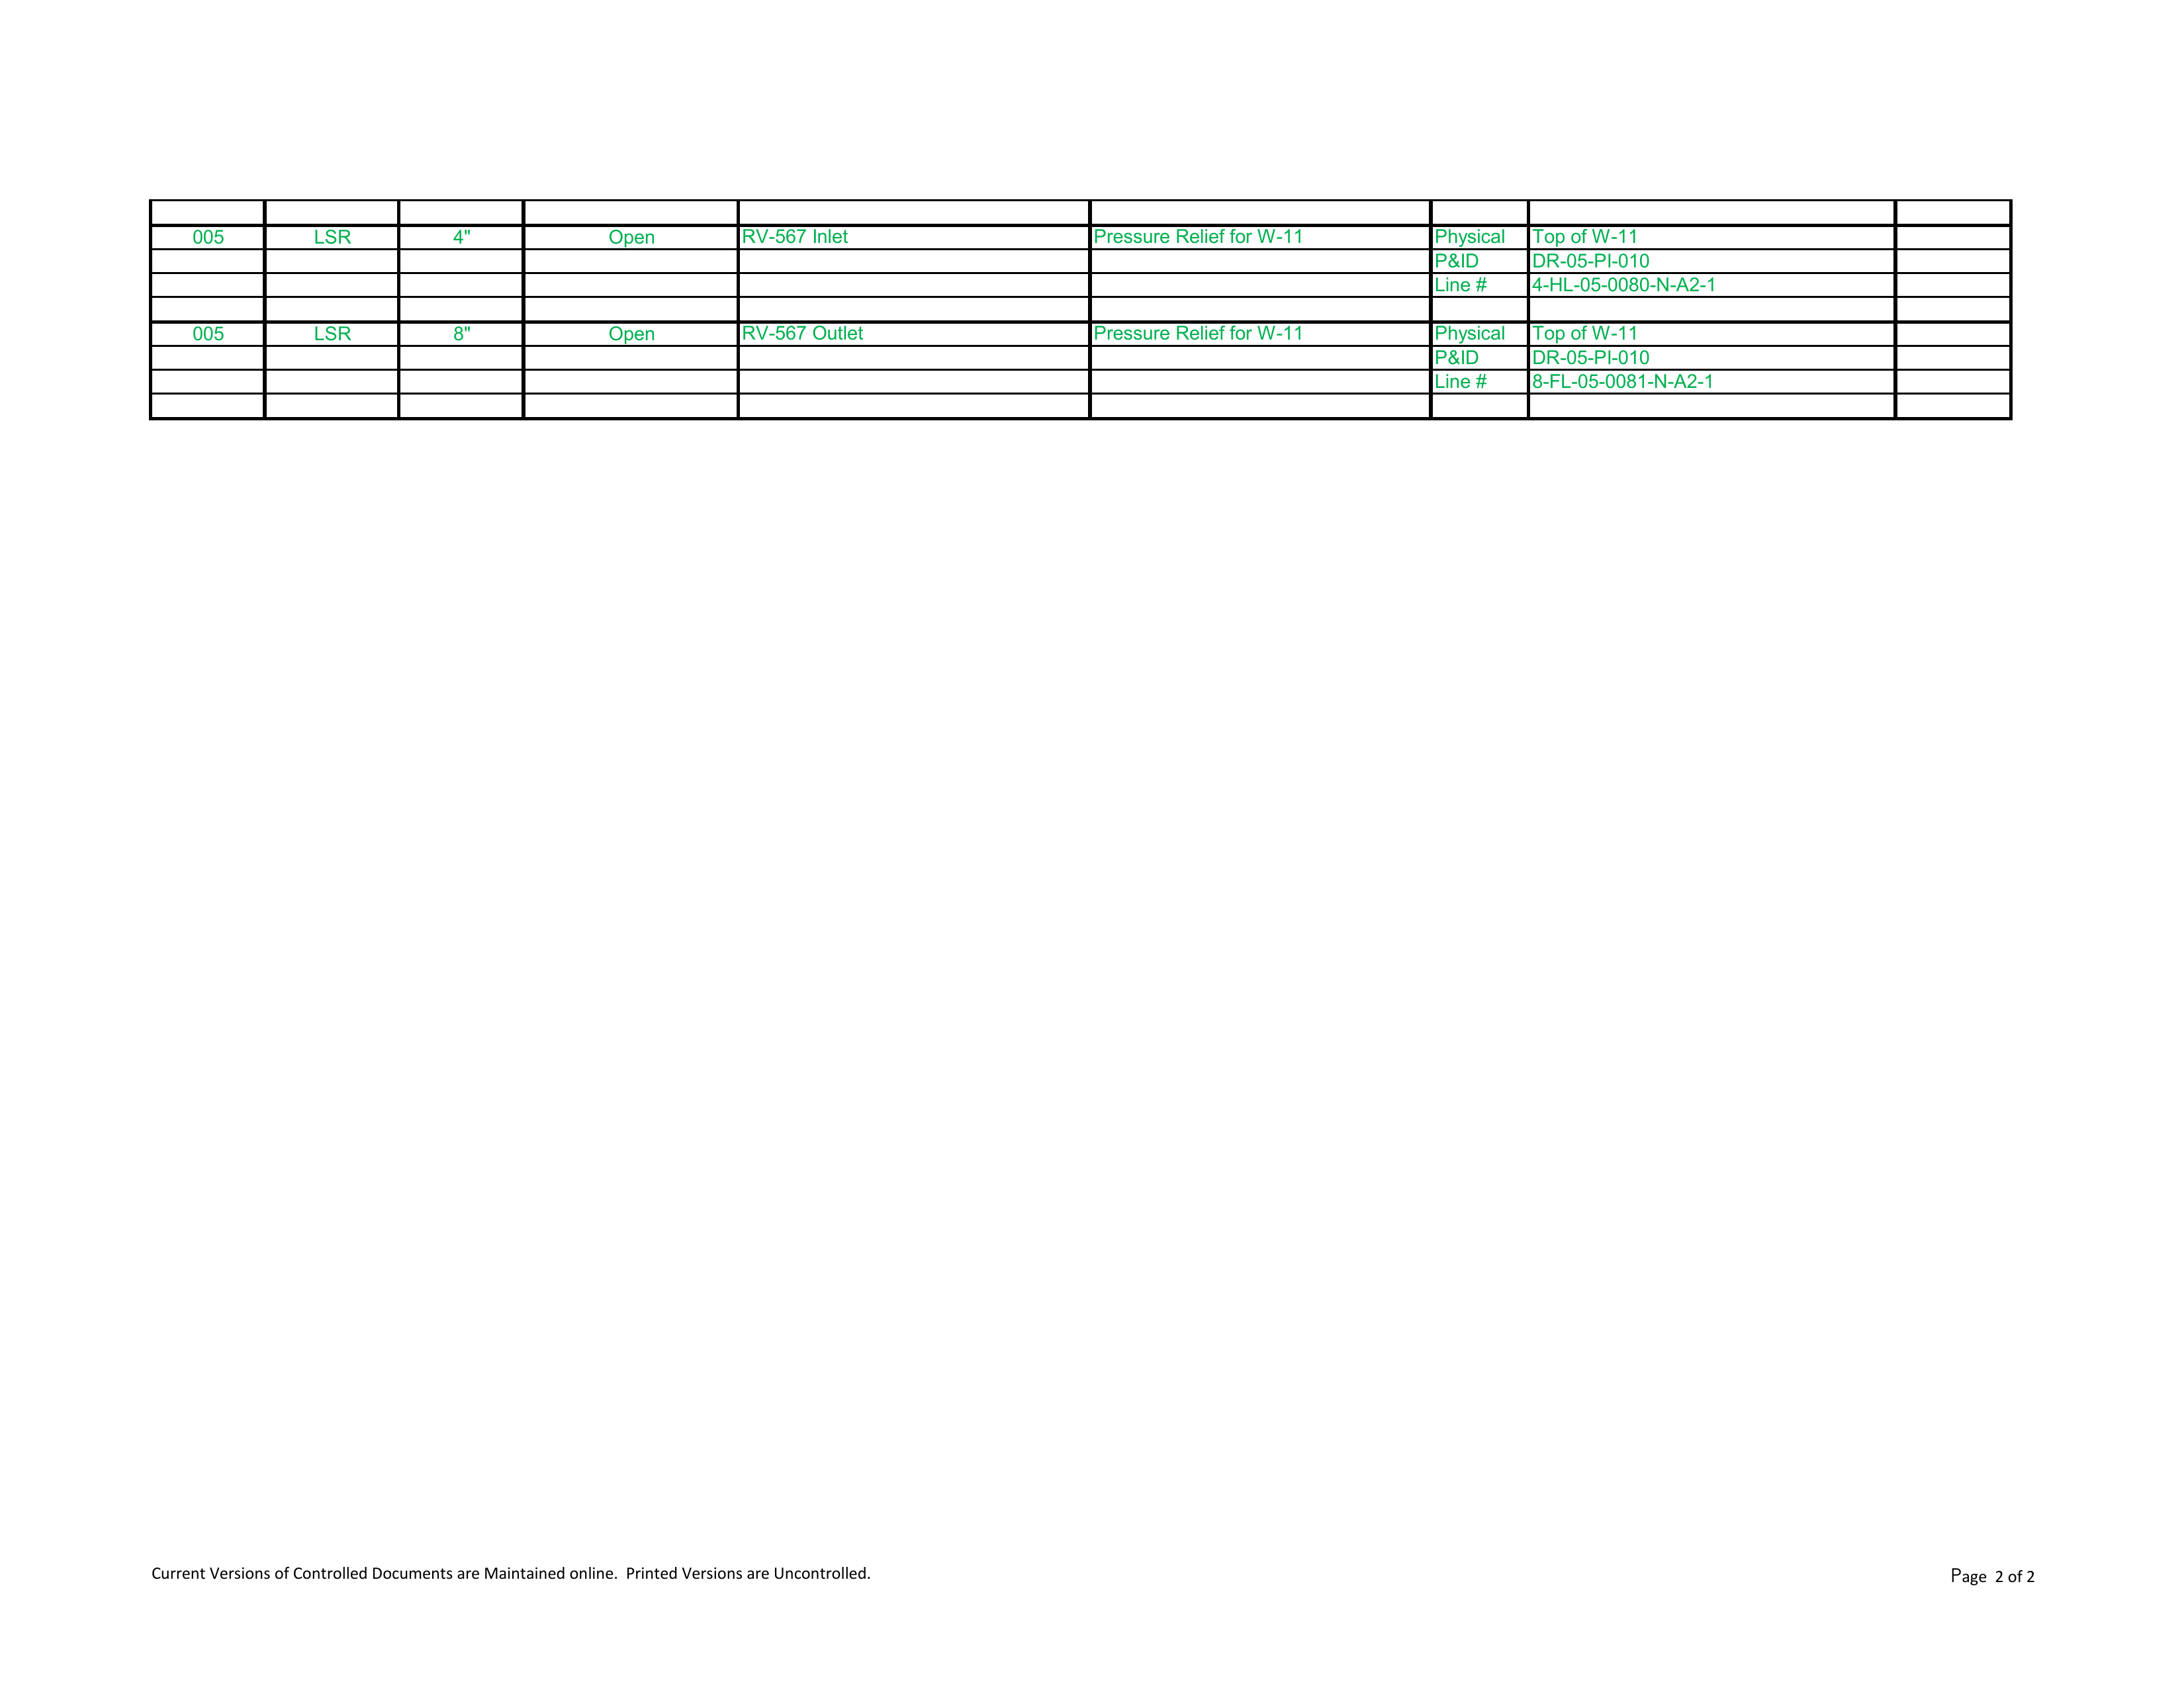 005 LSR 4" Open RV-567 Inlet Pressure Relief for W-11 Physical Top of W-11
P&ID DR-05-PI-010
Line # 4-HL-05-0080-N-A2-1
005 LSR 8" Open RV-567 Outlet Pressure Relief for W-11 Physical Top of W-11
P&ID DR-05-PI-010
Line # 8-FL-05-0081-N-A2-1
Current Versions of Controlled Documents are Maintained online.  Printed Versions are Uncontrolled. Page 2 of 2